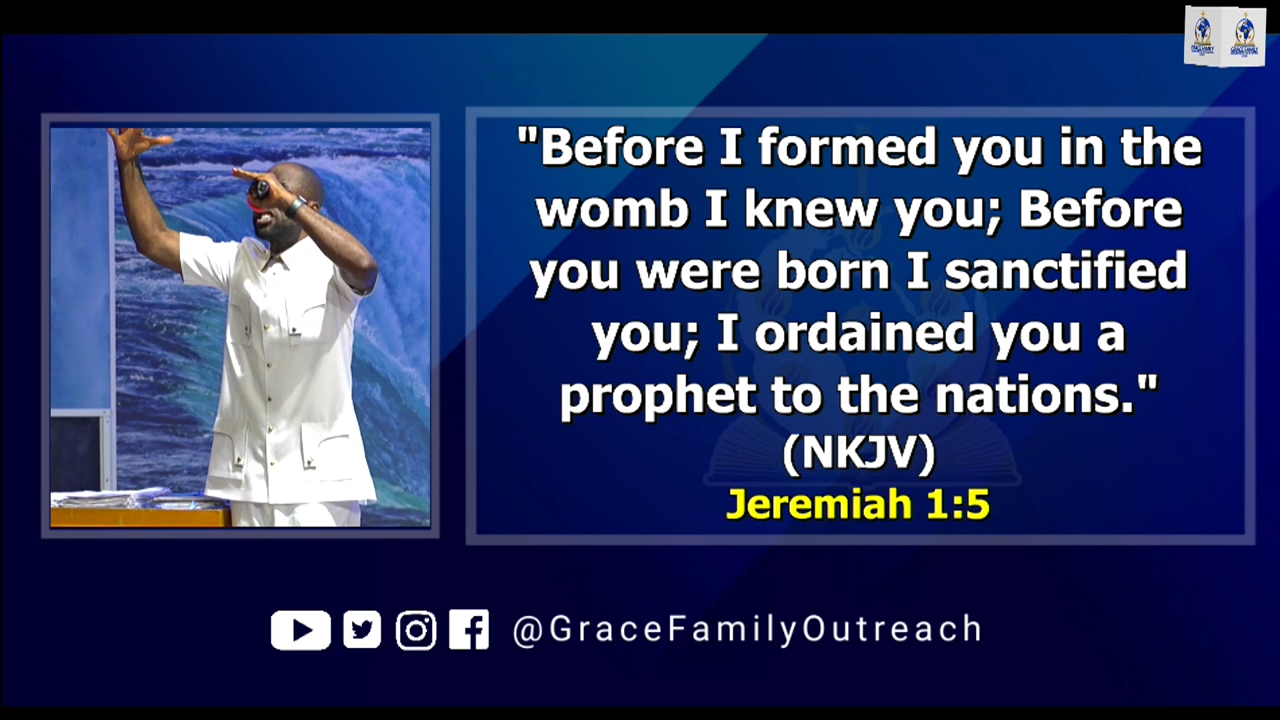 "Before I formed you in the
womb I knew you; Before
you were born I sanctified
you; I ordained you a
prophet to the nations."
(NKJV)
Jeremiah 1:5
@GraceFamilyOutreach